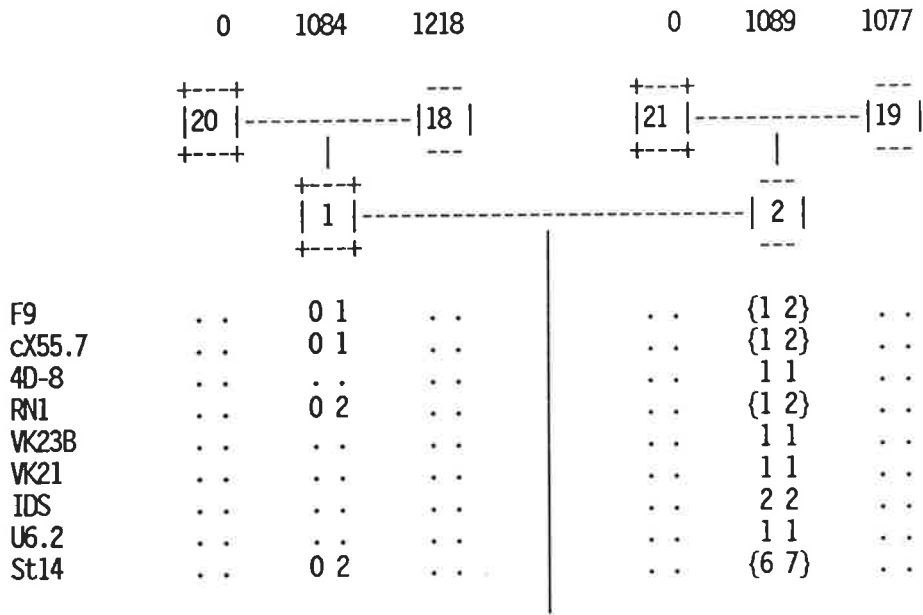 0 1084 1218 0 1089 1077
20 18 21 19
1 2
F9 . . 0 1 . . . . {1 2} . .
cX55.7 . . 0 1 . . . . {1 2} . .
4D-8 . . . . . . . . 1 1 . .
RN1 . . 0 2 . . . . {1 2} . .
VK23B . . . . . . . . 1 1 . .
VK21 . . . . . . . . 1 1 . .
IDS . . . . . . . . 2 2 . .
U6.2 . . . . . . . . 1 1 . .
St14 . . 0 2 . . . . {6 7} . .